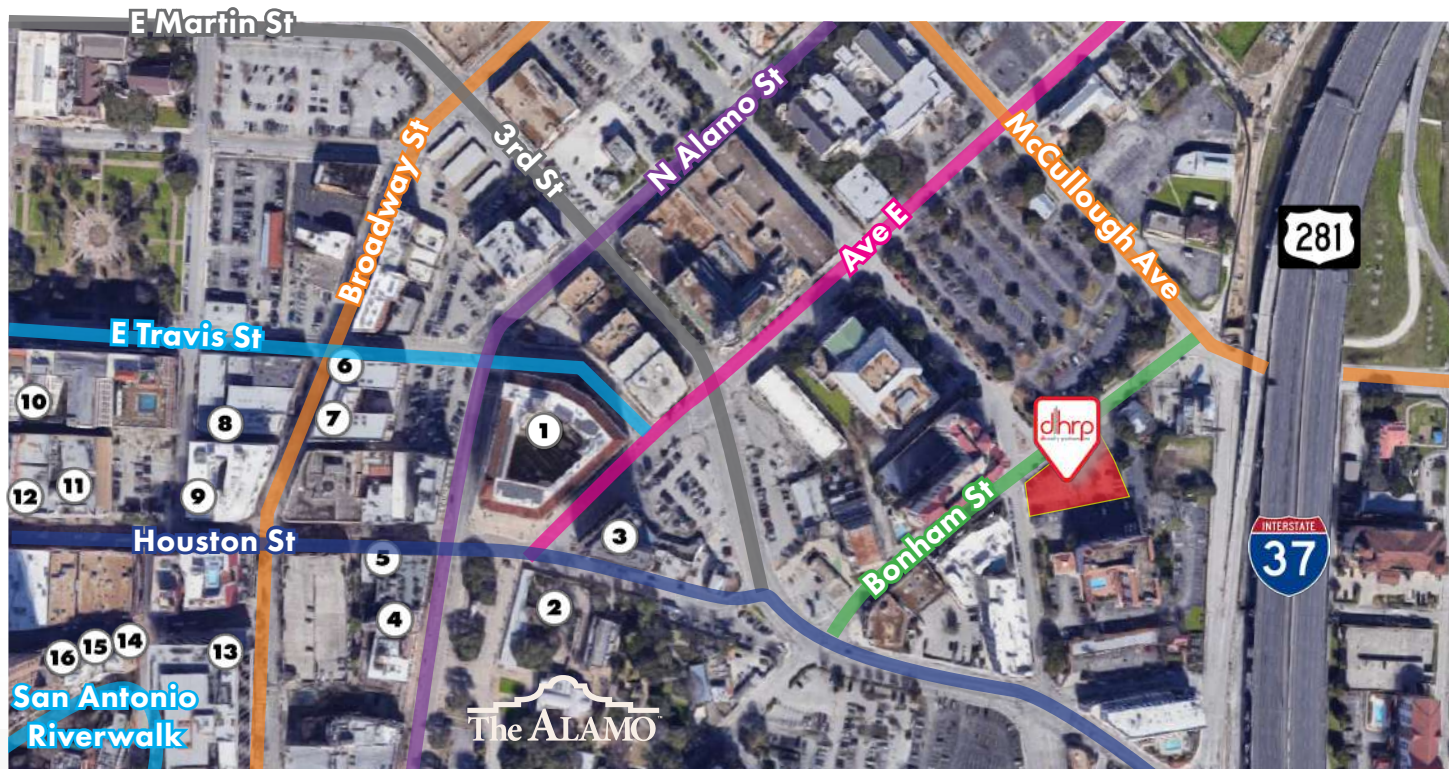 E Martin St
3rd St
N Alamo St
Broadway St
McCullough Ave
Ave E
281
E Travis St
6
10
8
7
1
dhrp
12
11
9
Bonham St
Houston St
3
INTERSTATE
37
5
2
4
16
15
14
13
San Antonio
Riverwalk
The ALAMO